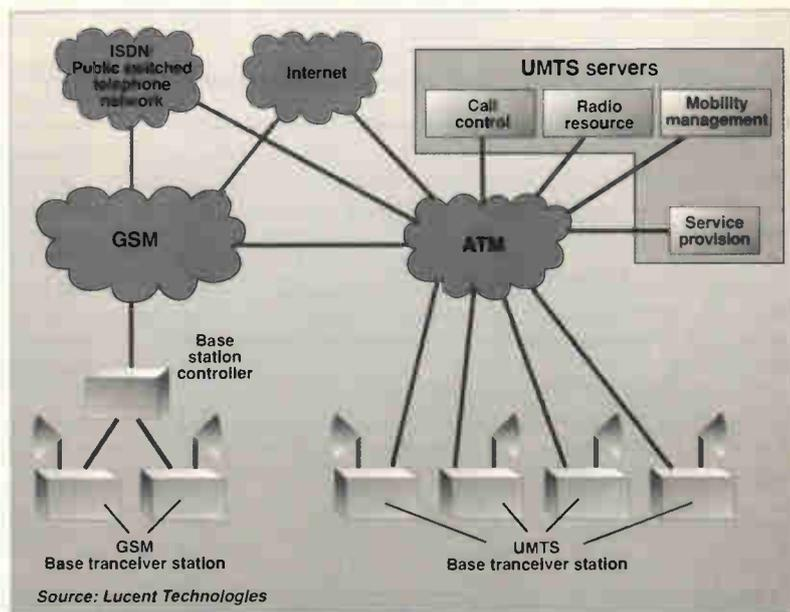 ISDN
Public switched
telephone
network
Internet
UMTS servers
Call
control
Radio
resource
Mobility
management
GSM
ATM
Service
provision
Base
station
controller
GSM
Base tranceiver station
UMTS
Base tranceiver station
Source: Lucent Technologies